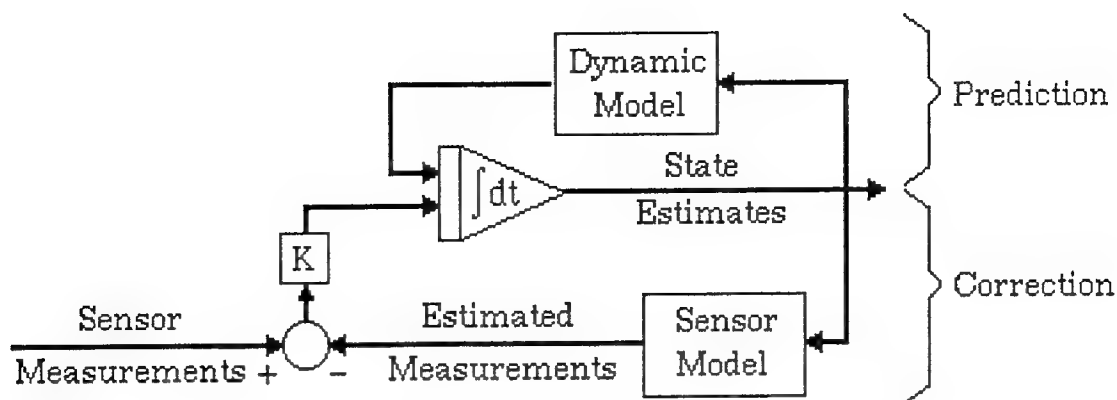 Dynamic
Model
Prediction
State
∫dt
Estimates
K
Correction
Sensor
Measurements +
Estimated
− Measurements
Sensor
Model